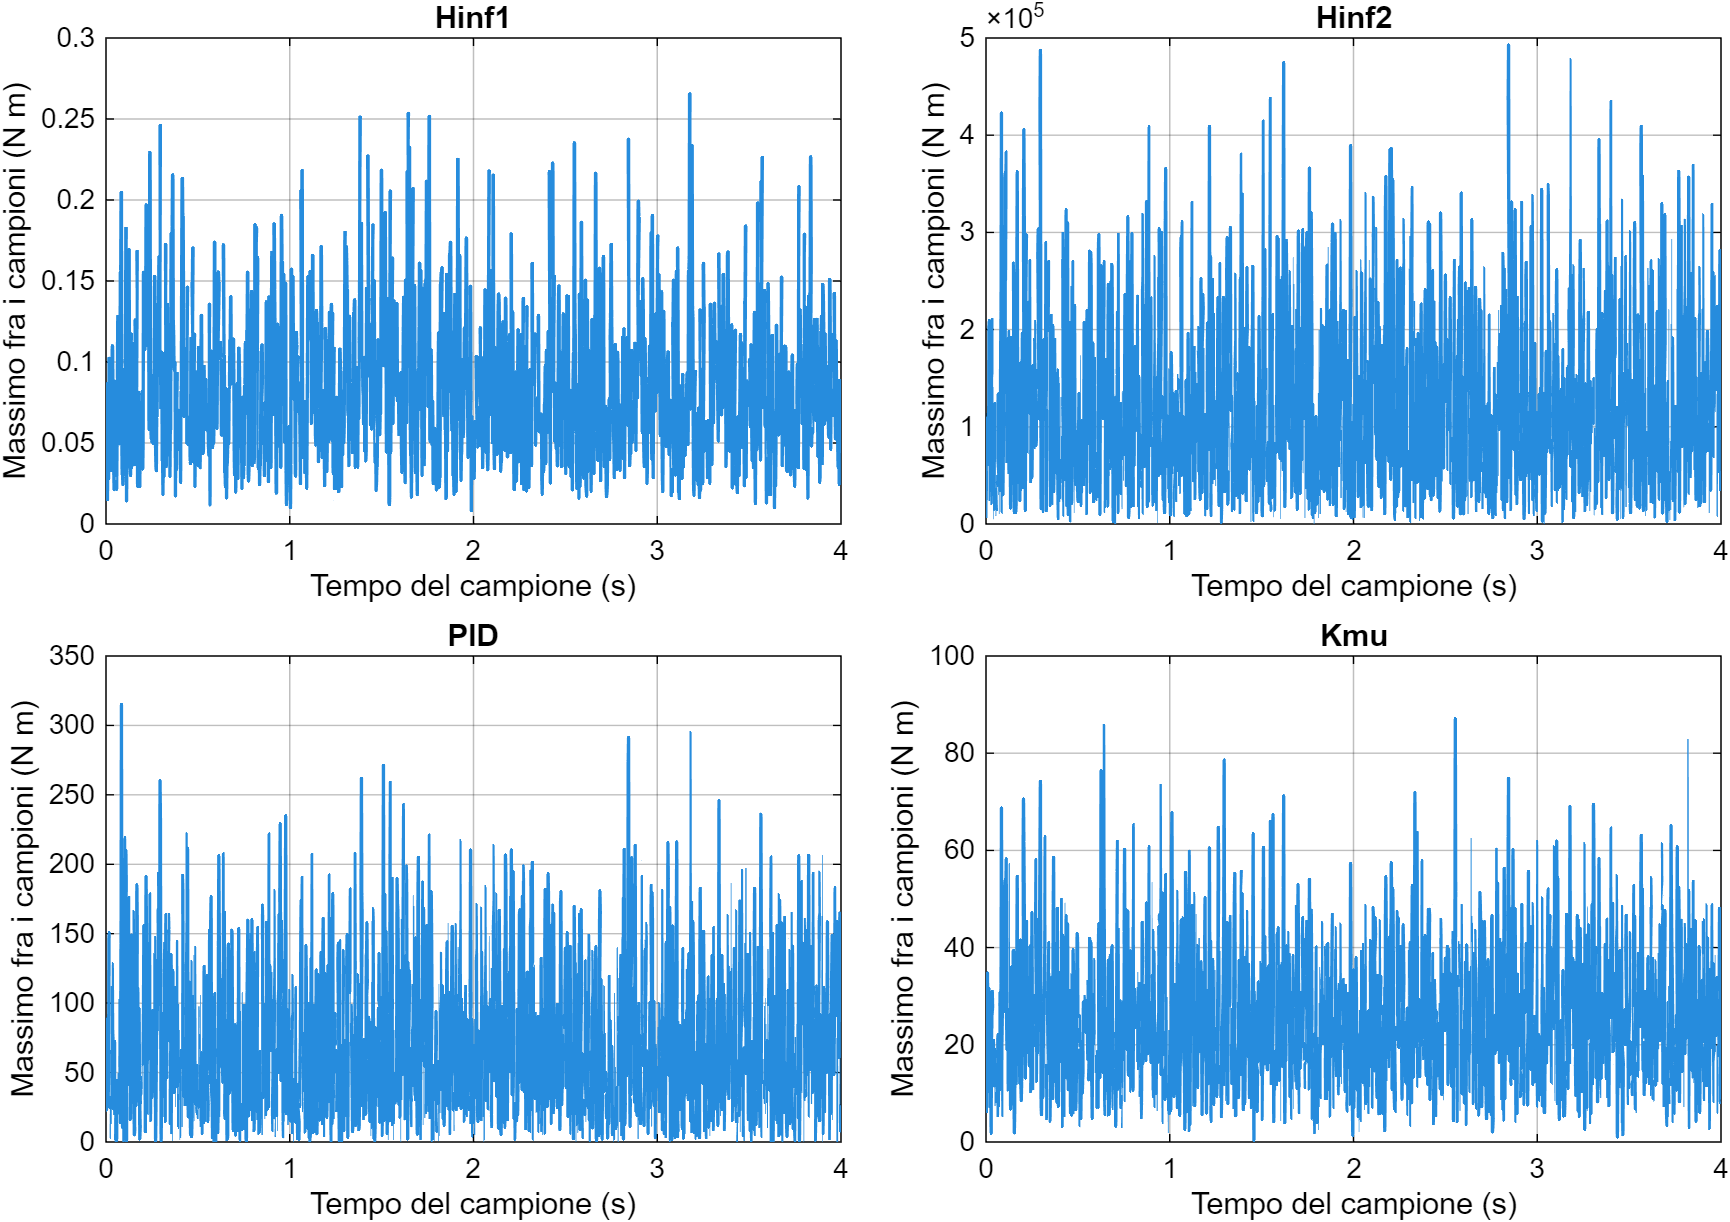 Hinf1
Massimo fra i campioni (N m)
0.3
0.25
0.2
0.15
0.1
0.05
0
0 1 2 3 4
Tempo del campione (s)
Hinf2
×10⁵
Massimo fra i campioni (N m)
5
4
3
2
1
0
0 1 2 3 4
Tempo del campione (s)
PID
Massimo fra i campioni (N m)
350
300
250
200
150
100
50
0
0 1 2 3 4
Tempo del campione (s)
Kmu
Massimo fra i campioni (N m)
100
80
60
40
20
0
0 1 2 3 4
Tempo del campione (s)